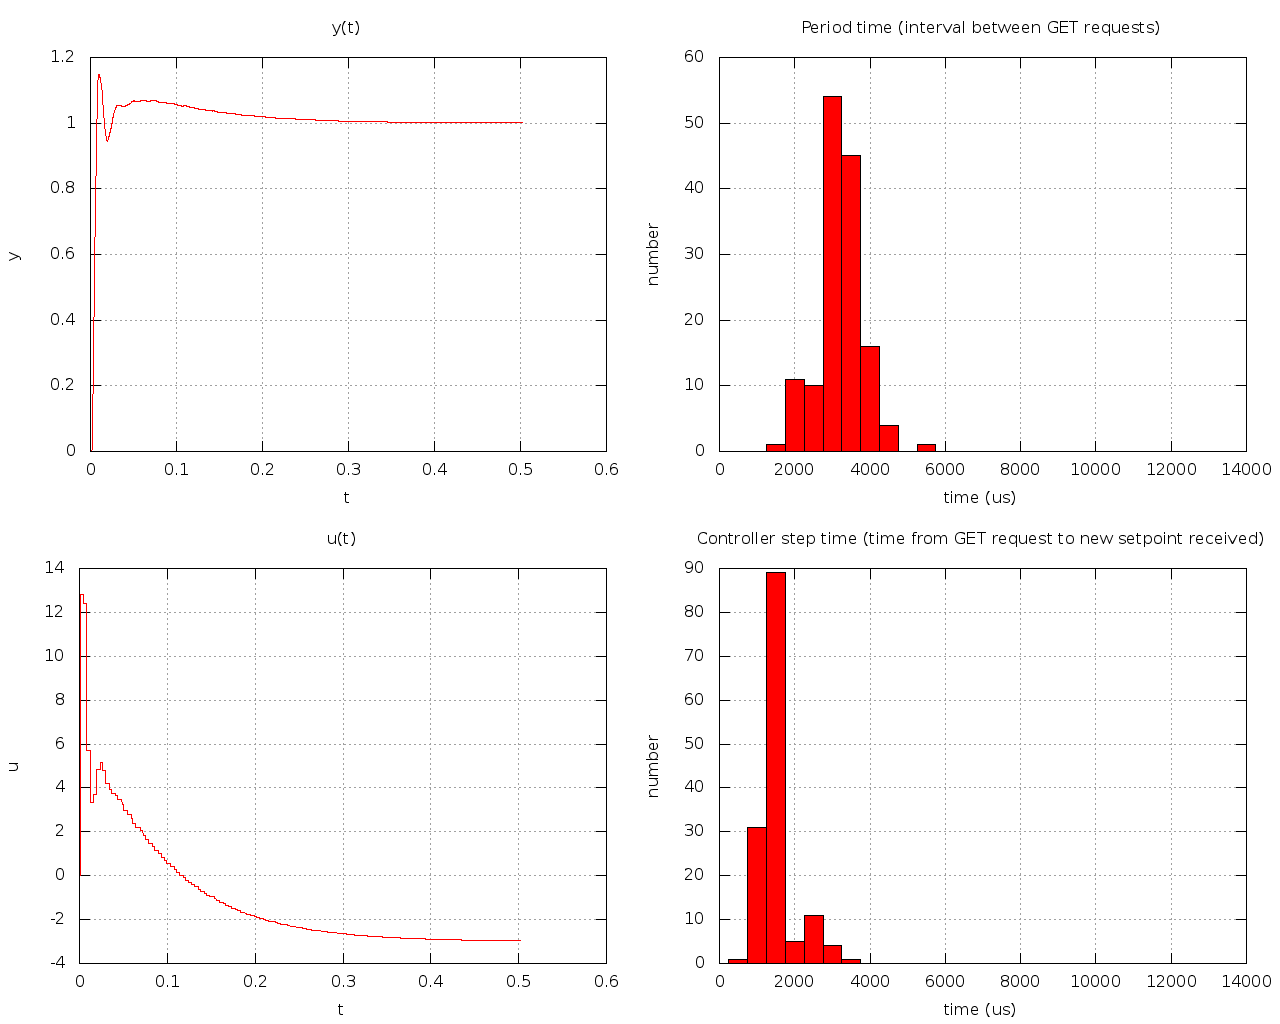 y(t)
1.2
1
0.8
0.6
0.4
0.2
0
y
0 0.1 0.2 0.3 0.4 0.5 0.6
t
Period time (interval between GET requests)
60
50
40
30
20
10
0
number
0 2000 4000 6000 8000 10000 12000 14000
time (us)
u(t)
14
12
10
8
6
4
2
0
-2
-4
u
0 0.1 0.2 0.3 0.4 0.5 0.6
t
Controller step time (time from GET request to new setpoint received)
90
80
70
60
50
40
30
20
10
0
number
0 2000 4000 6000 8000 10000 12000 14000
time (us)